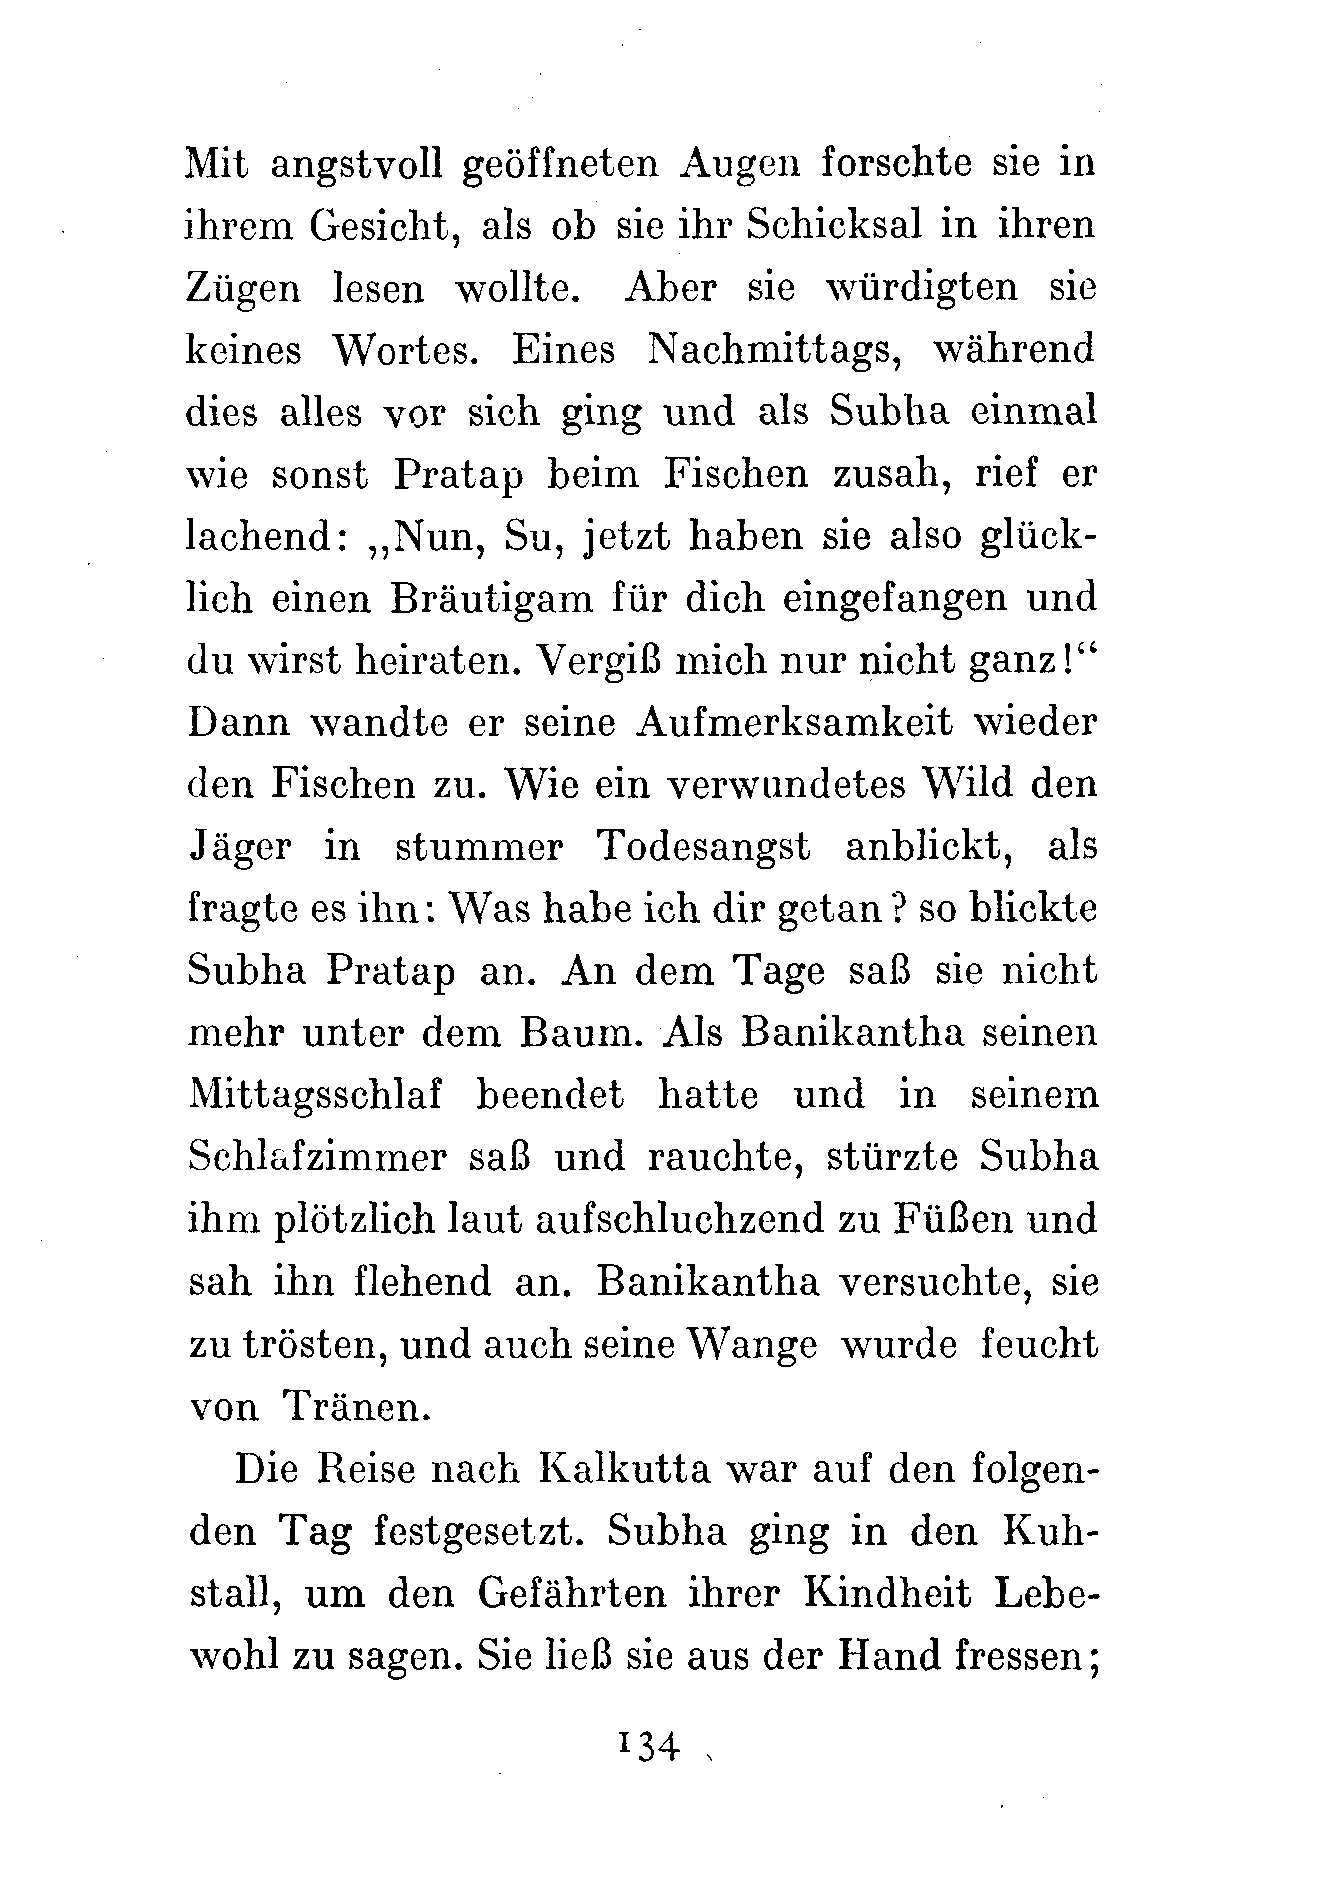 Mit angstvoll geöffneten Augen forschte sie in
ihrem Gesicht, als ob sie ihr Schicksal in ihren
Zügen lesen wollte. Aber sie würdigten sie
keines Wortes. Eines Nachmittags, während
dies alles vor sich ging und als Subha einmal
wie sonst Pratap beim Fischen zusah, rief er
lachend: „Nun, Su, jetzt haben sie also glück-
lich einen Bräutigam für dich eingefangen und
du wirst heiraten. Vergiß mich nur nicht ganz!“
Dann wandte er seine Aufmerksamkeit wieder
den Fischen zu. Wie ein verwundetes Wild den
Jäger in stummer Todesangst anblickt, als
fragte es ihn: Was habe ich dir getan? so blickte
Subha Pratap an. An dem Tage saß sie nicht
mehr unter dem Baum. Als Banikantha seinen
Mittagsschlaf beendet hatte und in seinem
Schlafzimmer saß und rauchte, stürzte Subha
ihm plötzlich laut aufschluchzend zu Füßen und
sah ihn flehend an. Banikantha versuchte, sie
zu trösten, und auch seine Wange wurde feucht
von Tränen.
Die Reise nach Kalkutta war auf den folgen-
den Tag festgesetzt. Subha ging in den Kuh-
stall, um den Gefährten ihrer Kindheit Lebe-
wohl zu sagen. Sie ließ sie aus der Hand fressen;
134